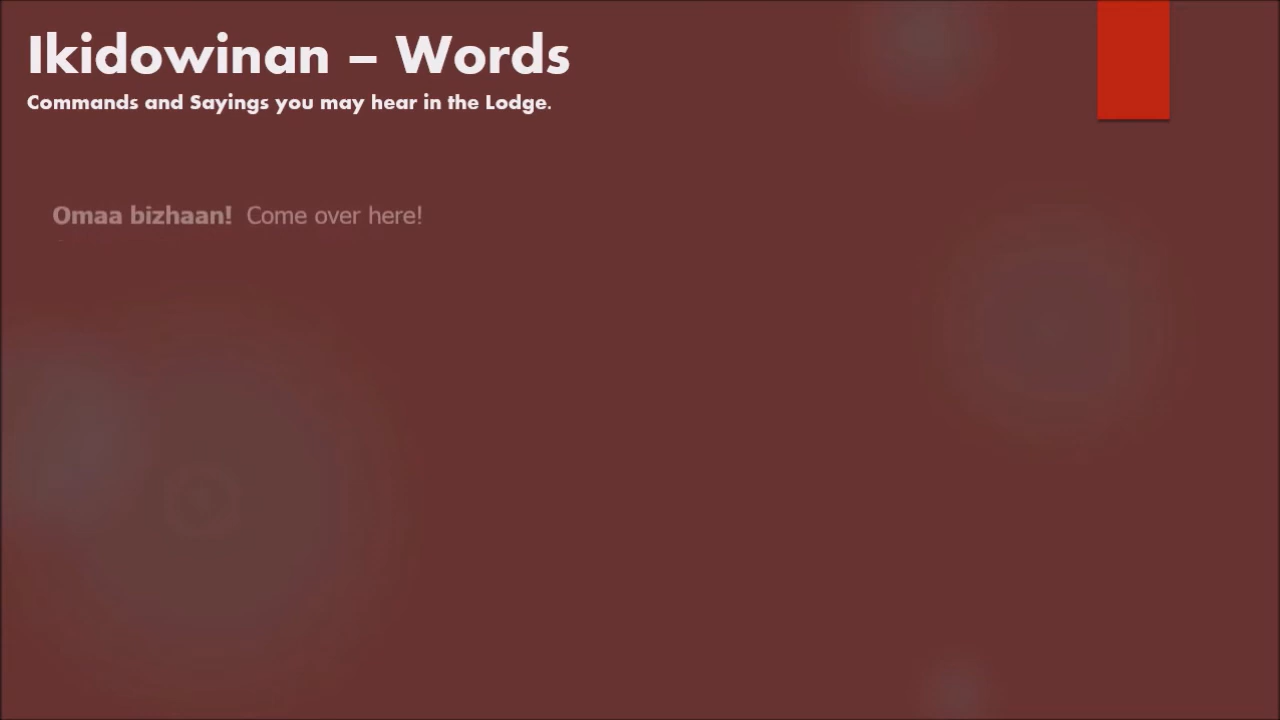 Ikidowinan – Words
Commands and Sayings you may hear in the Lodge.
Omaa bizhaan! Come over here!